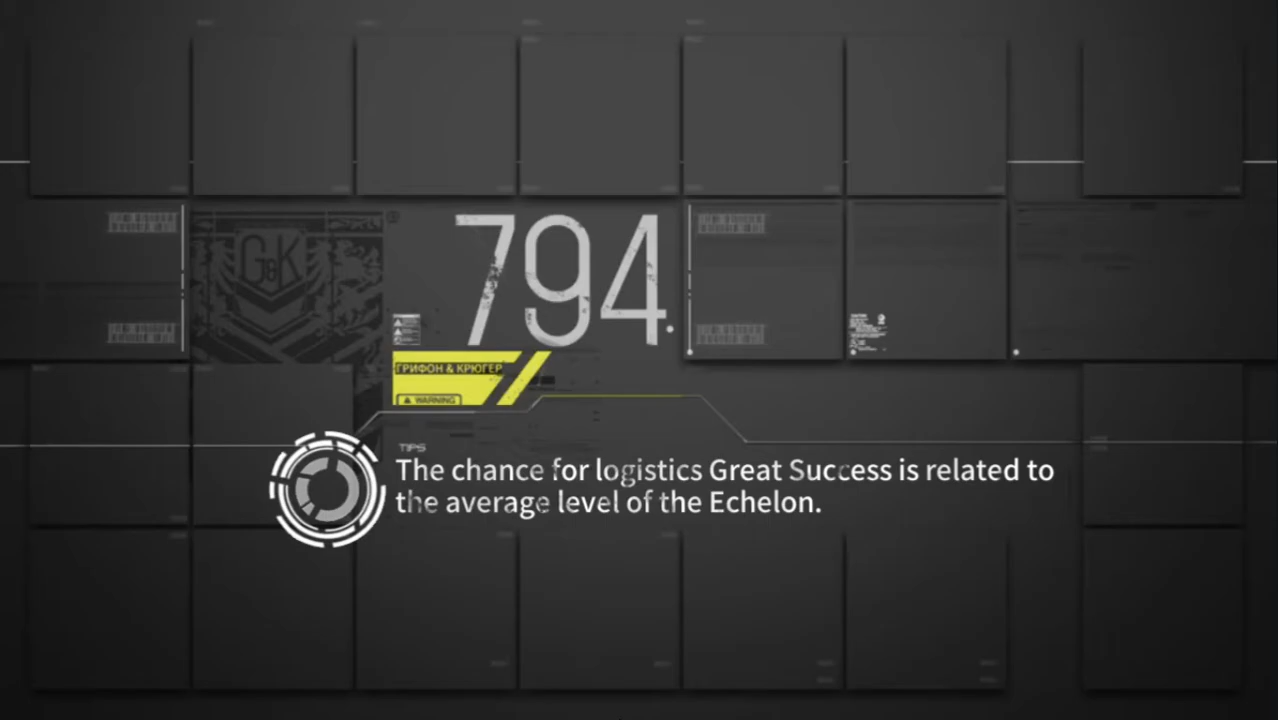 G&K
794.
ГРИФОН & КРЮГЕР
WARNING
TIPS
The chance for logistics Great Success is related to
the average level of the Echelon.